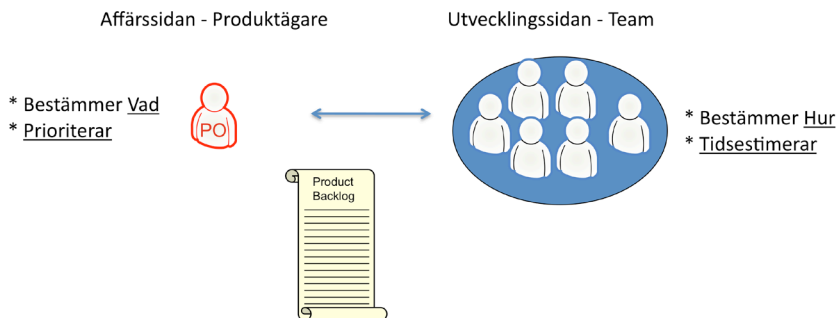 Affärssidan - Produktägare
Utvecklingssidan - Team
* Bestämmer Vad
* Prioriterar
PO
* Bestämmer Hur
* Tidsestimerar
Product
Backlog